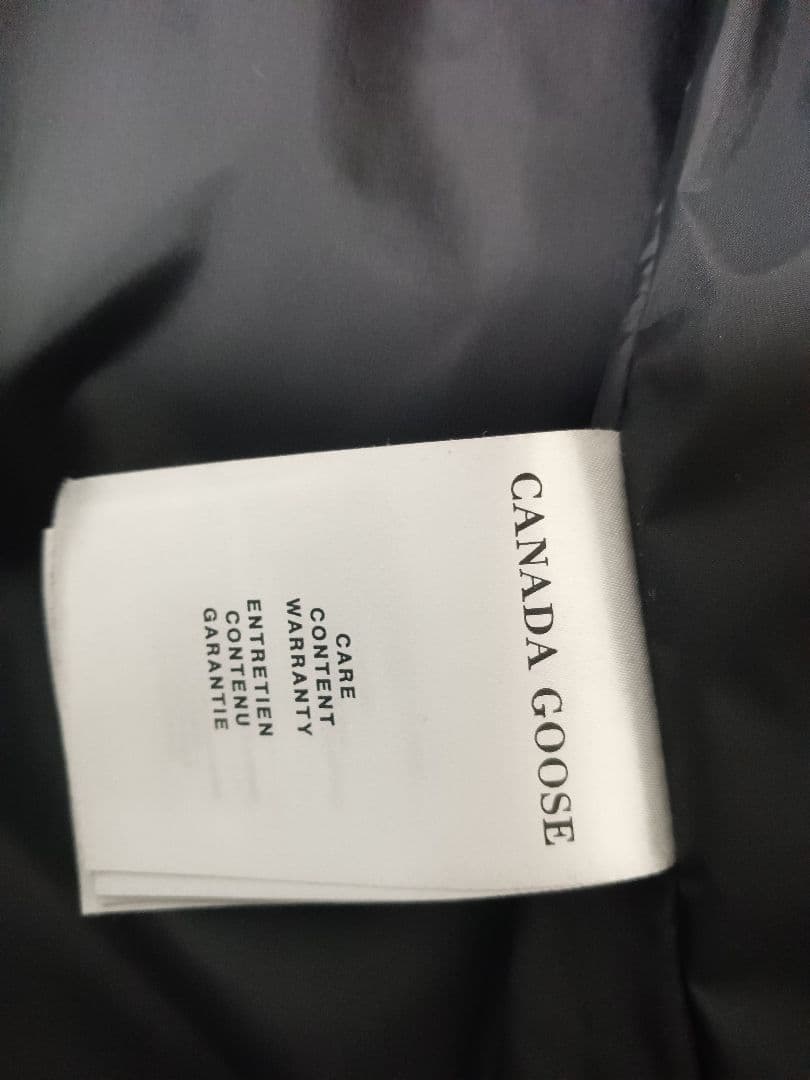 CANADA GOOSE
CARE
CONTENT
WARRANTY
ENTRETIEN
CONTENU
GARANTIE